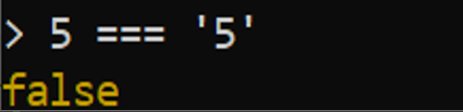 > 5 === '5'
false